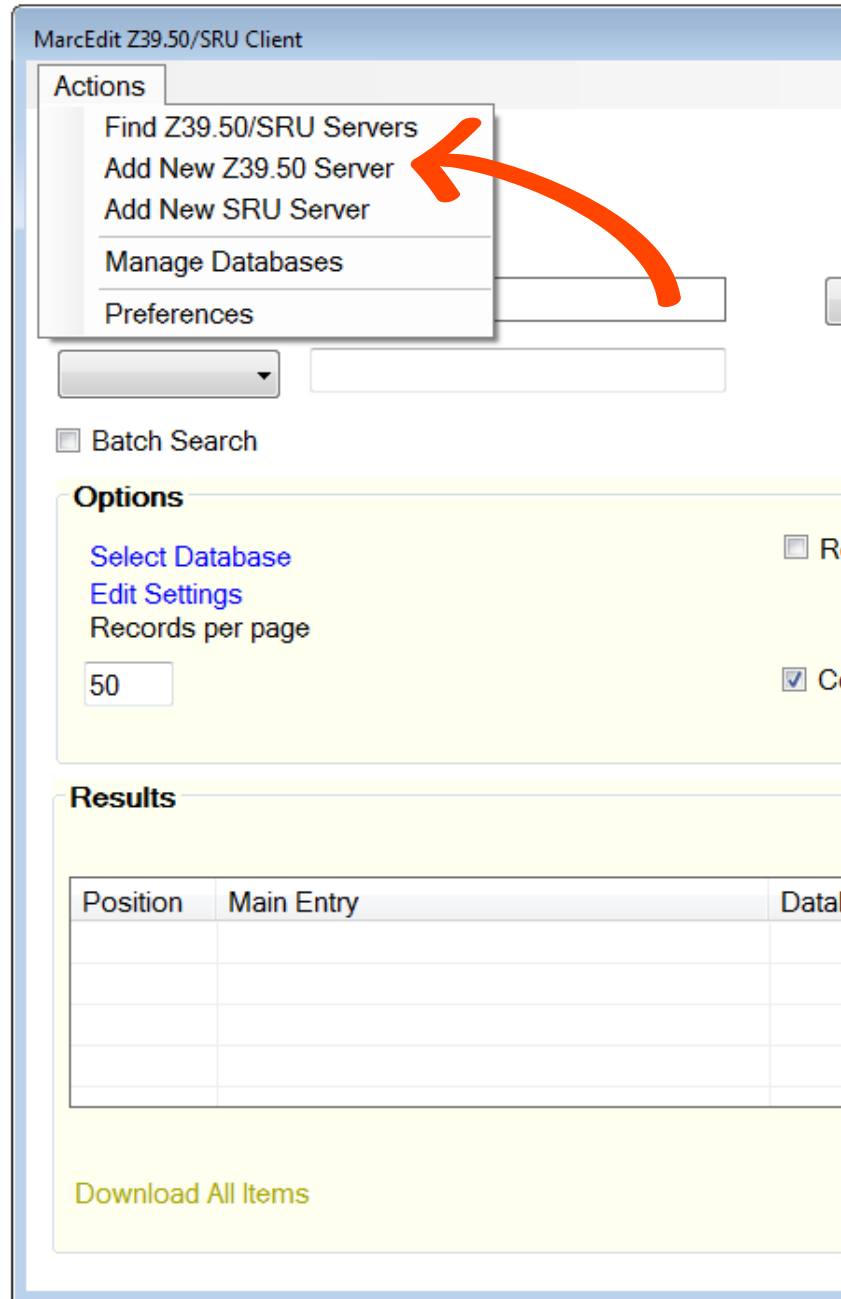 MarcEdit Z39.50/SRU Client
Actions
Find Z39.50/SRU Servers
Add New Z39.50 Server
Add New SRU Server
Manage Databases
Preferences
Batch Search
Options
Select Database
Edit Settings
Records per page
50
Results
Position Main Entry
Download All Items